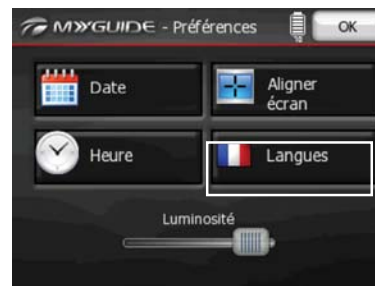 MYGUIDE - Préférences
OK
Date
Aligner
écran
Heure
Langues
Luminosité